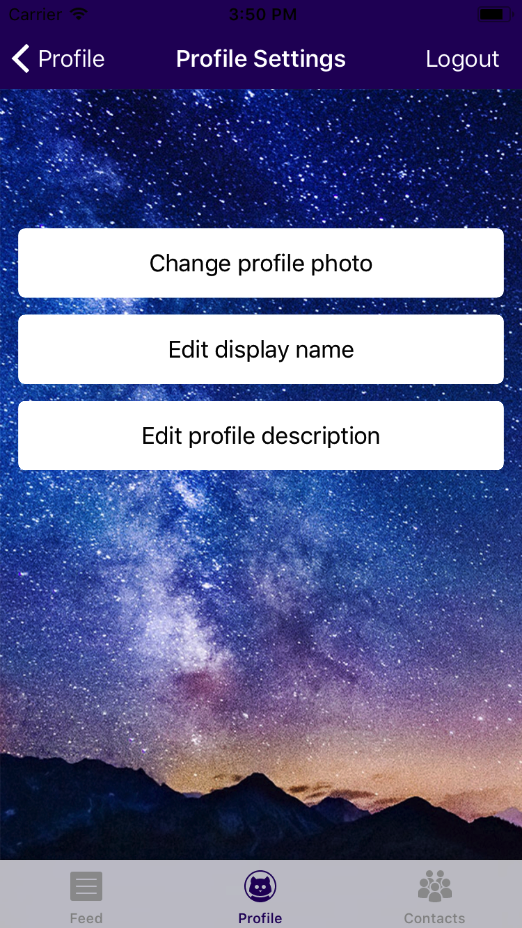 Carrier 3:50 PM
Profile Profile Settings Logout
Change profile photo
Edit display name
Edit profile description
Feed Profile Contacts